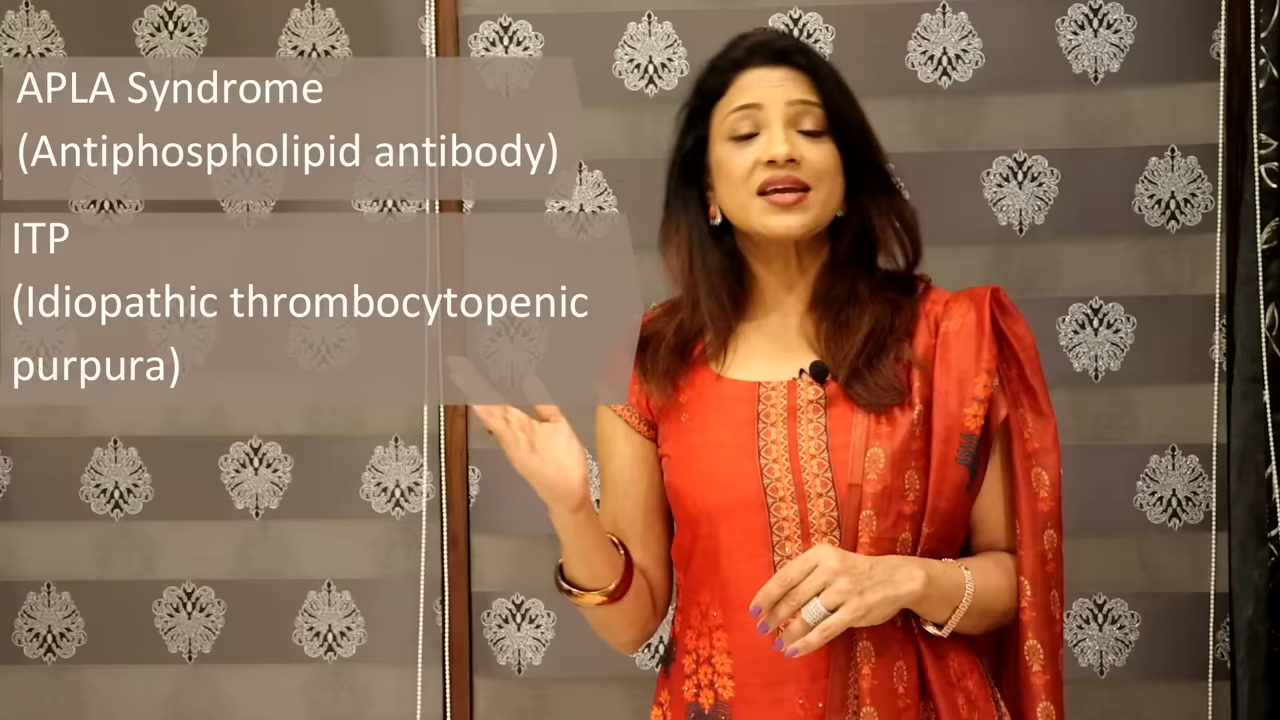 APLA Syndrome
(Antiphospholipid antibody)
ITP
(Idiopathic thrombocytopenic
purpura)